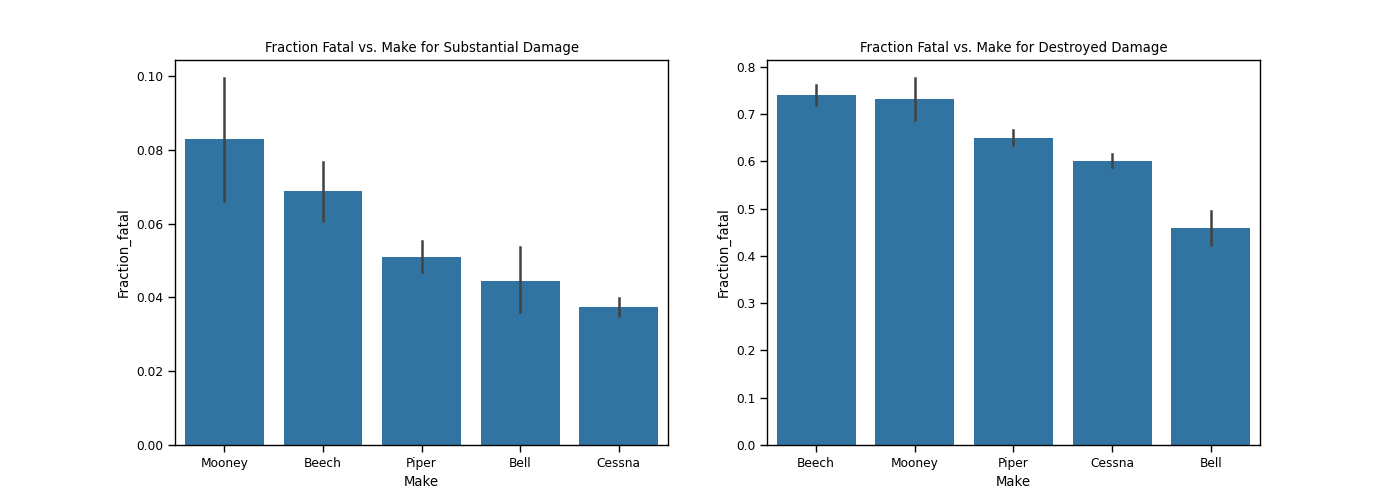 Fraction Fatal vs. Make for Substantial Damage
Fraction_fatal
0.10
0.08
0.06
0.04
0.02
0.00
Mooney Beech Piper Bell Cessna
Make
Fraction Fatal vs. Make for Destroyed Damage
Fraction_fatal
0.8
0.7
0.6
0.5
0.4
0.3
0.2
0.1
0.0
Beech Mooney Piper Cessna Bell
Make